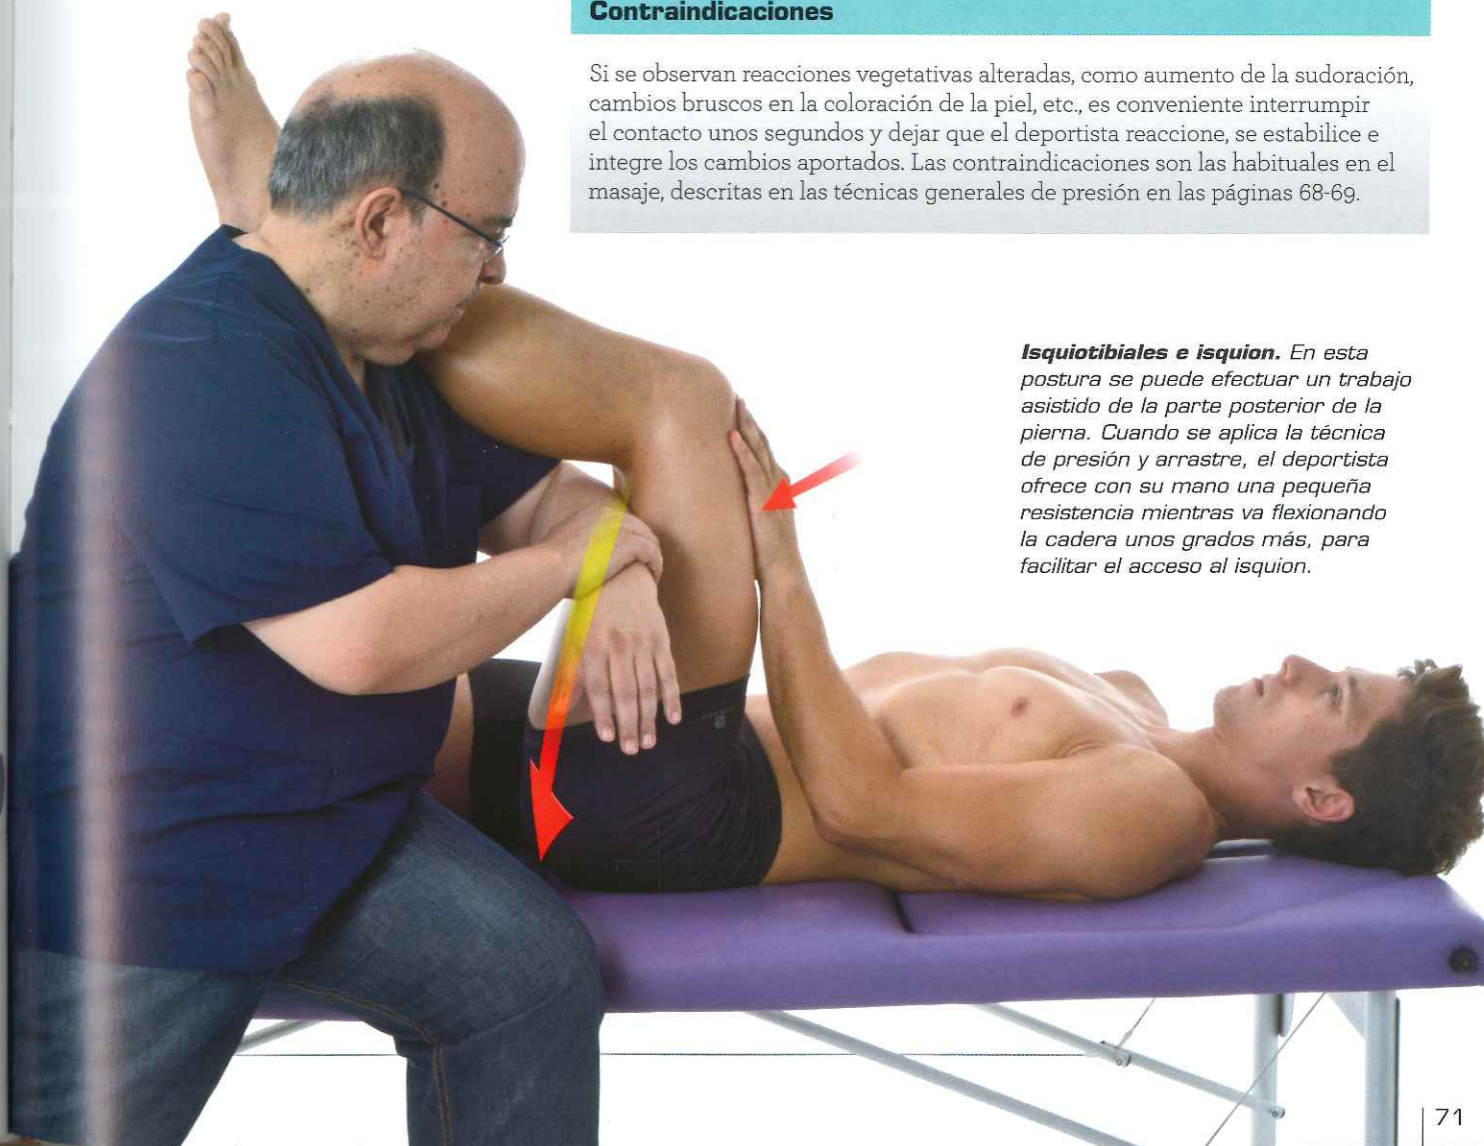 Contraindicaciones
Si se observan reacciones vegetativas alteradas, como aumento de la sudoración,
cambios bruscos en la coloración de la piel, etc., es conveniente interrumpir
el contacto unos segundos y dejar que el deportista reaccione, se estabilice e
integre los cambios aportados. Las contraindicaciones son las habituales en el
masaje, descritas en las técnicas generales de presión en las páginas 68-69.
Isquiotibiales e isquion. En esta
postura se puede efectuar un trabajo
asistido de la parte posterior de la
pierna. Cuando se aplica la técnica
de presión y arrastre, el deportista
ofrece con su mano una pequeña
resistencia mientras va flexionando
la cadera unos grados más, para
facilitar el acceso al isquion.
71